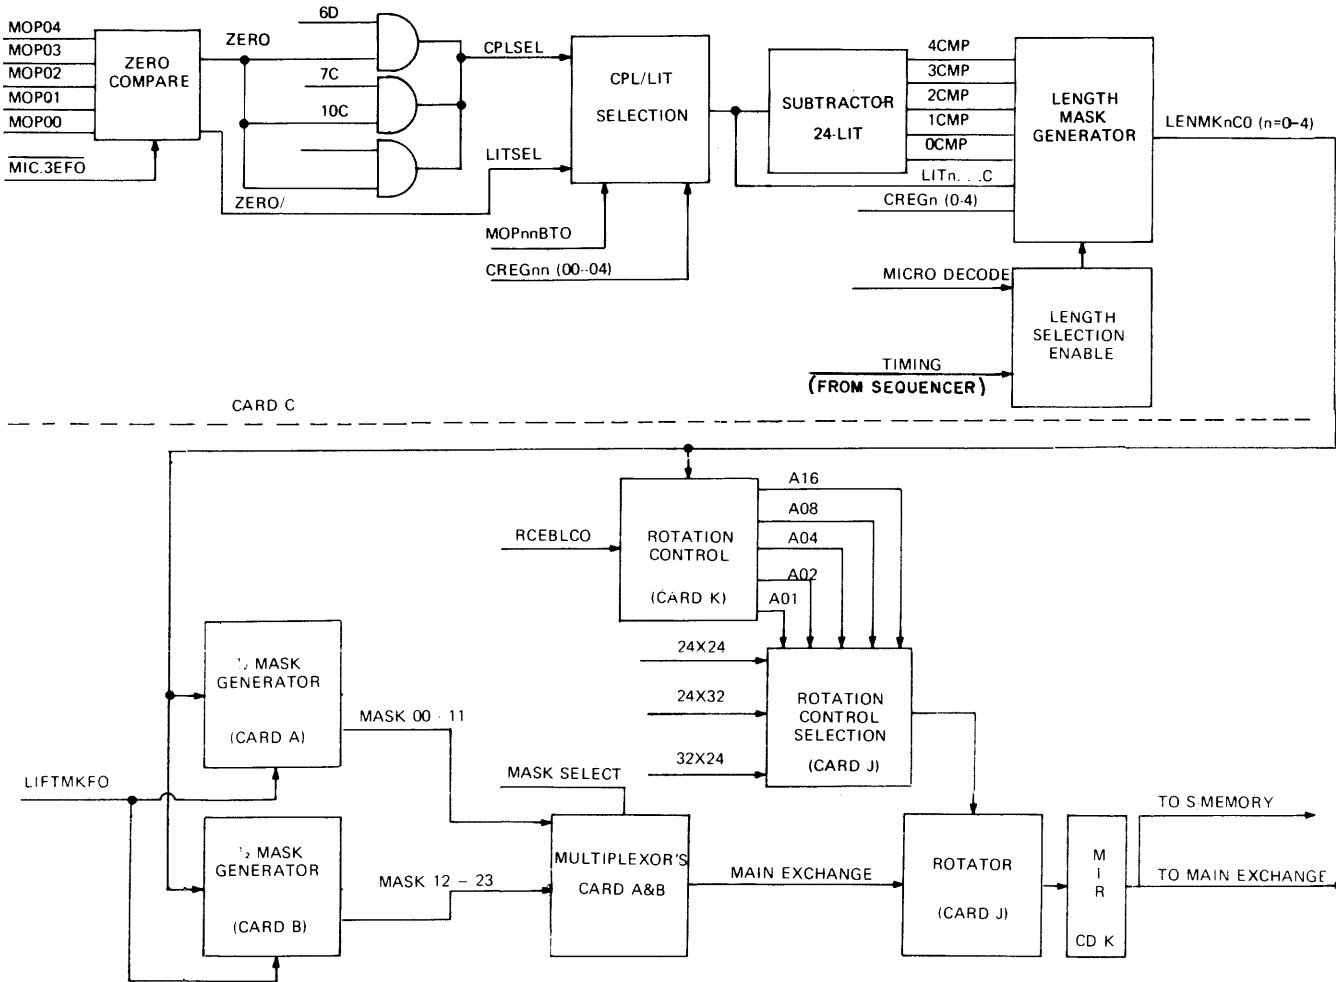 MOP04
MOP03
MOP02
MOP01
MOP00
MIC.3EFO
ZERO
COMPARE
ZERO
6D
7C
10C
ZERO/
CPLSEL
LITSEL
CPL/LIT
SELECTION
MOPnnBTO
CREGnn (00--04)
SUBTRACTOR
24-LIT
4CMP
3CMP
2CMP
1CMP
0CMP
LITn. . .C
CREGn (0-4)
LENGTH
MASK
GENERATOR
LENMKnC0 (n=0-4)
MICRO DECODE
TIMING
(FROM SEQUENCER)
LENGTH
SELECTION
ENABLE
CARD C
RCEBLCO
ROTATION
CONTROL
(CARD K)
A16
A08
A04
A02
A01
24X24
24X32
32X24
ROTATION
CONTROL
SELECTION
(CARD J)
½ MASK
GENERATOR
(CARD A)
MASK 00 - 11
LIFTMKFO
½ MASK
GENERATOR
(CARD B)
MASK 12 – 23
MASK SELECT
MULTIPLEXOR'S
CARD A&B
MAIN EXCHANGE
ROTATOR
(CARD J)
M
I
R
CD K
TO S-MEMORY
TO MAIN EXCHANGE